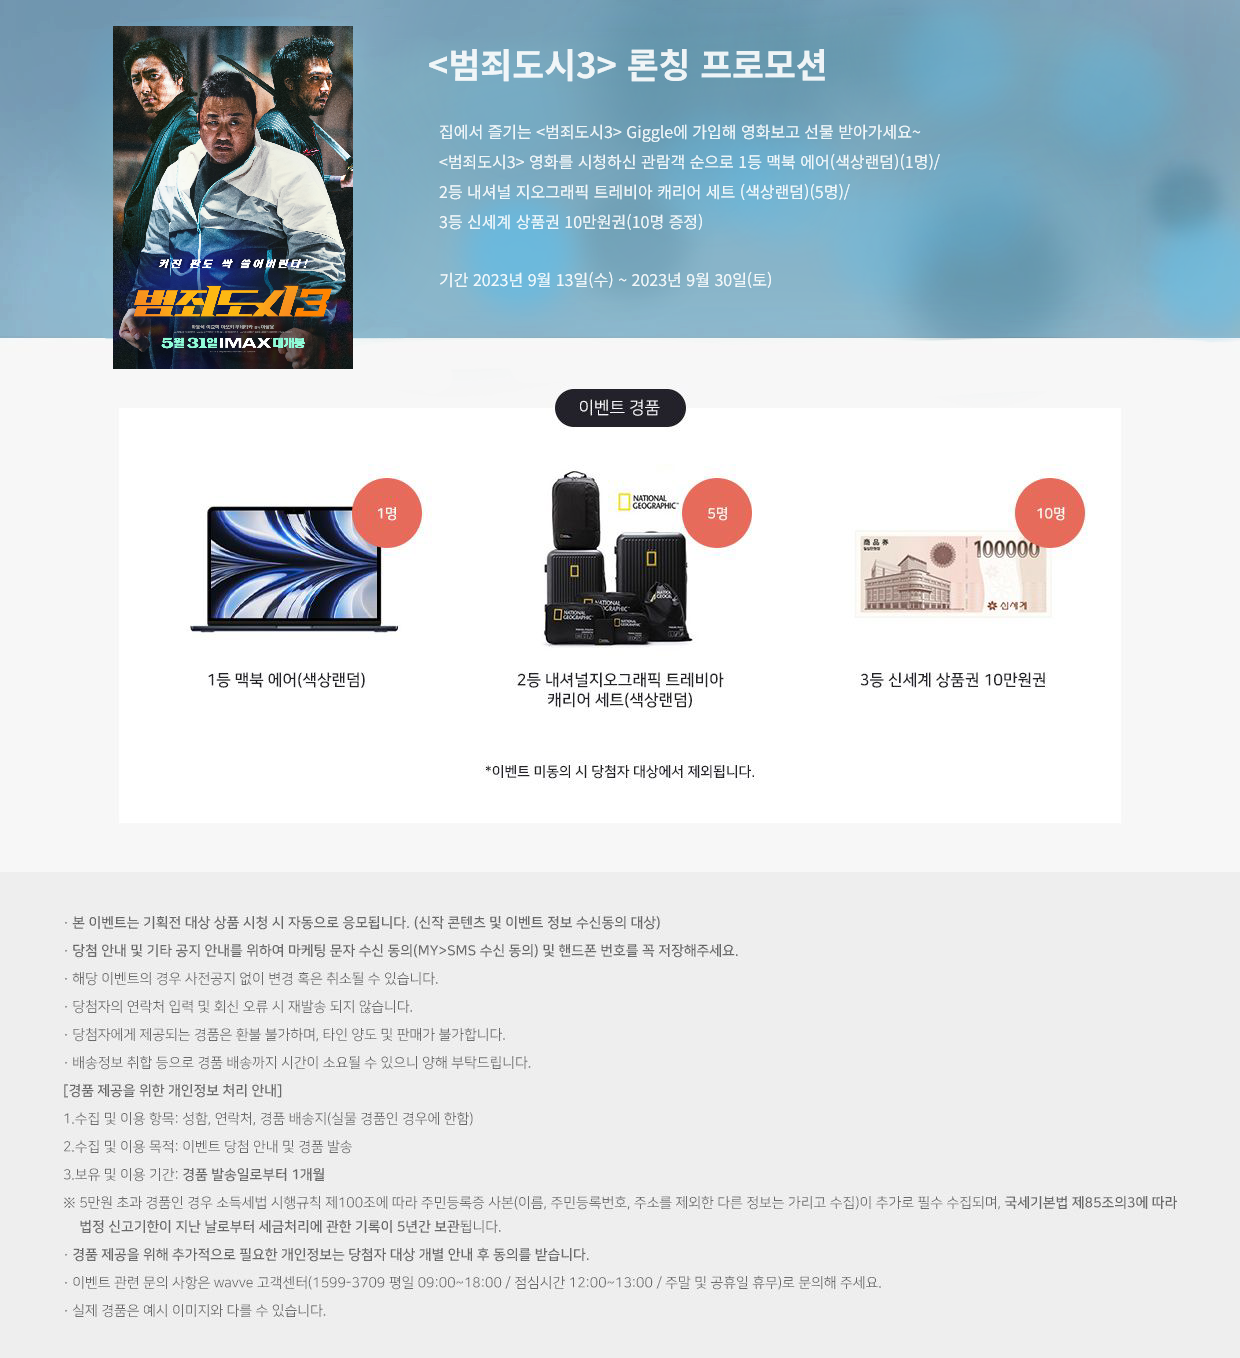 <범죄도시3> 론칭 프로모션
집에서 즐기는 <범죄도시3> Giggle에 가입해 영화보고 선물 받아가세요~
<범죄도시3> 영화를 시청하신 관람객 순으로 1등 맥북 에어(색상랜덤)(1명)/
2등 내셔널 지오그래픽 트레비아 캐리어 세트 (색상랜덤)(5명)/
3등 신세계 상품권 10만원권(10명 증정)
기간 2023년 9월 13일(수) ~ 2023년 9월 30일(토)
커진 판도 싹 쓸어버린다!
범죄도시3
5월 31일 IMAX 대개봉
이벤트 경품
1명
5명
10명
NATIONAL
GEOGRAPHIC
商品券
100000
신세계
1등 맥북 에어(색상랜덤)
2등 내셔널지오그래픽 트레비아
캐리어 세트(색상랜덤)
3등 신세계 상품권 10만원권
*이벤트 미동의 시 당첨자 대상에서 제외됩니다.
· 본 이벤트는 기획전 대상 상품 시청 시 자동으로 응모됩니다. (신작 콘텐츠 및 이벤트 정보 수신동의 대상)
· 당첨 안내 및 기타 공지 안내를 위하여 마케팅 문자 수신 동의(MY>SMS 수신 동의) 및 핸드폰 번호를 꼭 저장해주세요.
· 해당 이벤트의 경우 사전공지 없이 변경 혹은 취소될 수 있습니다.
· 당첨자의 연락처 입력 및 회신 오류 시 재발송 되지 않습니다.
· 당첨자에게 제공되는 경품은 환불 불가하며, 타인 양도 및 판매가 불가합니다.
· 배송정보 취합 등으로 경품 배송까지 시간이 소요될 수 있으니 양해 부탁드립니다.
[경품 제공을 위한 개인정보 처리 안내]
1.수집 및 이용 항목: 성함, 연락처, 경품 배송지(실물 경품인 경우에 한함)
2.수집 및 이용 목적: 이벤트 당첨 안내 및 경품 발송
3.보유 및 이용 기간: 경품 발송일로부터 1개월
※ 5만원 초과 경품인 경우 소득세법 시행규칙 제100조에 따라 주민등록증 사본(이름, 주민등록번호, 주소를 제외한 다른 정보는 가리고 수집)이 추가로 필수 수집되며, 국세기본법 제85조의3에 따라
법정 신고기한이 지난 날로부터 세금처리에 관한 기록이 5년간 보관됩니다.
· 경품 제공을 위해 추가적으로 필요한 개인정보는 당첨자 대상 개별 안내 후 동의를 받습니다.
· 이벤트 관련 문의 사항은 wavve 고객센터(1599-3709 평일 09:00~18:00 / 점심시간 12:00~13:00 / 주말 및 공휴일 휴무)로 문의해 주세요.
· 실제 경품은 예시 이미지와 다를 수 있습니다.